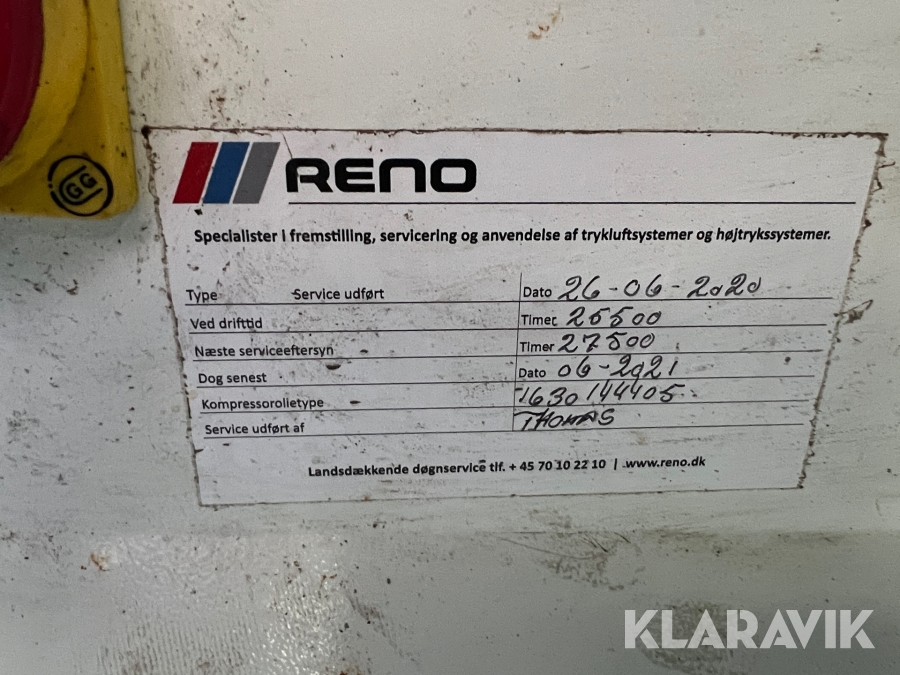 RENO
Specialister i fremstilling, servicering og anvendelse af trykluftsystemer og højtrykssystemer.
Type Service udført Dato 26-06-2020
Ved drifttid Timer 25500
Næste serviceeftersyn - Timer 27500
Dog senest - Dato 06-2021
Kompressorolietype - 1630144405
Service udført af THOMAS
Landsdækkende døgnservice tlf. + 45 70 10 22 10 | www.reno.dk
KLARAVIK